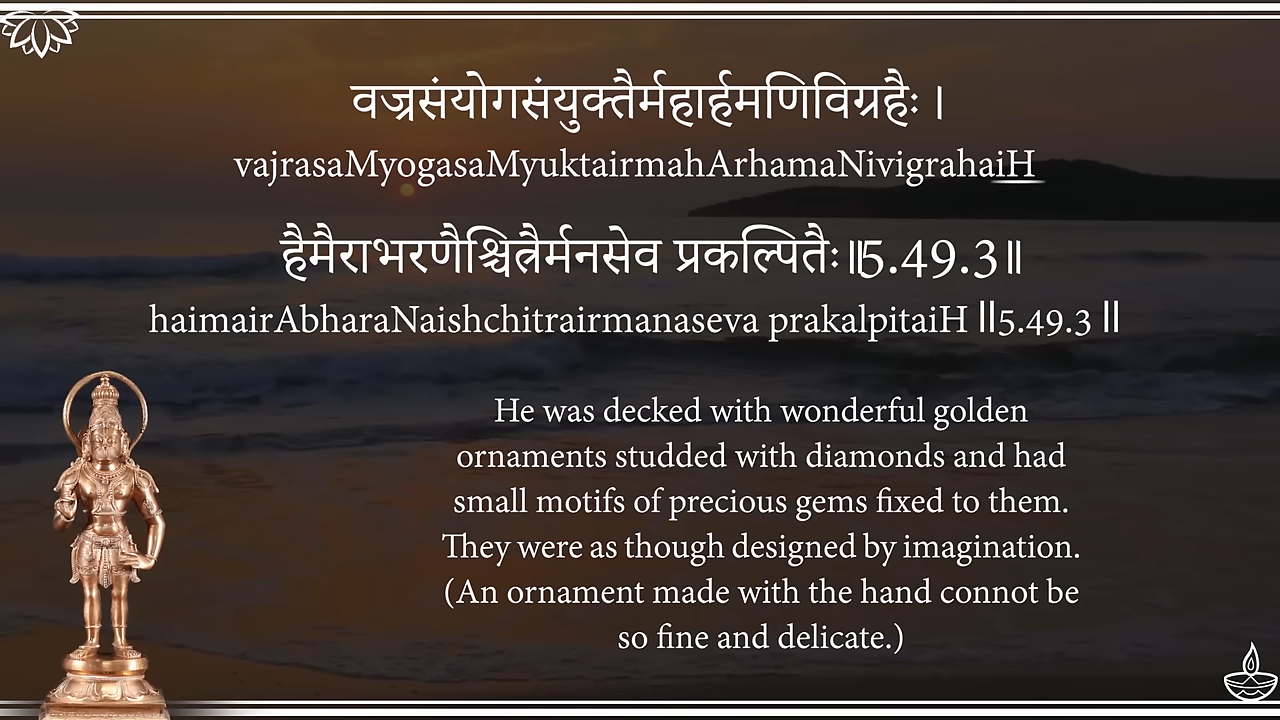 वज्रसंयोगसंयुक्तैर्महार्हमणिविग्रहैः ।
vajrasaMyogasaMyuktairmahArhamaNivigrahaiH
हैमैराभरणैश्चित्रैर्मनसेव प्रकल्पितैः॥5.49.3॥
haimairAbharaNaishchitrairmanaseva prakalpitaiH ॥5.49.3 ॥
He was decked with wonderful golden
ornaments studded with diamonds and had
small motifs of precious gems fixed to them.
They were as though designed by imagination.
(An ornament made with the hand connot be
so fine and delicate.)